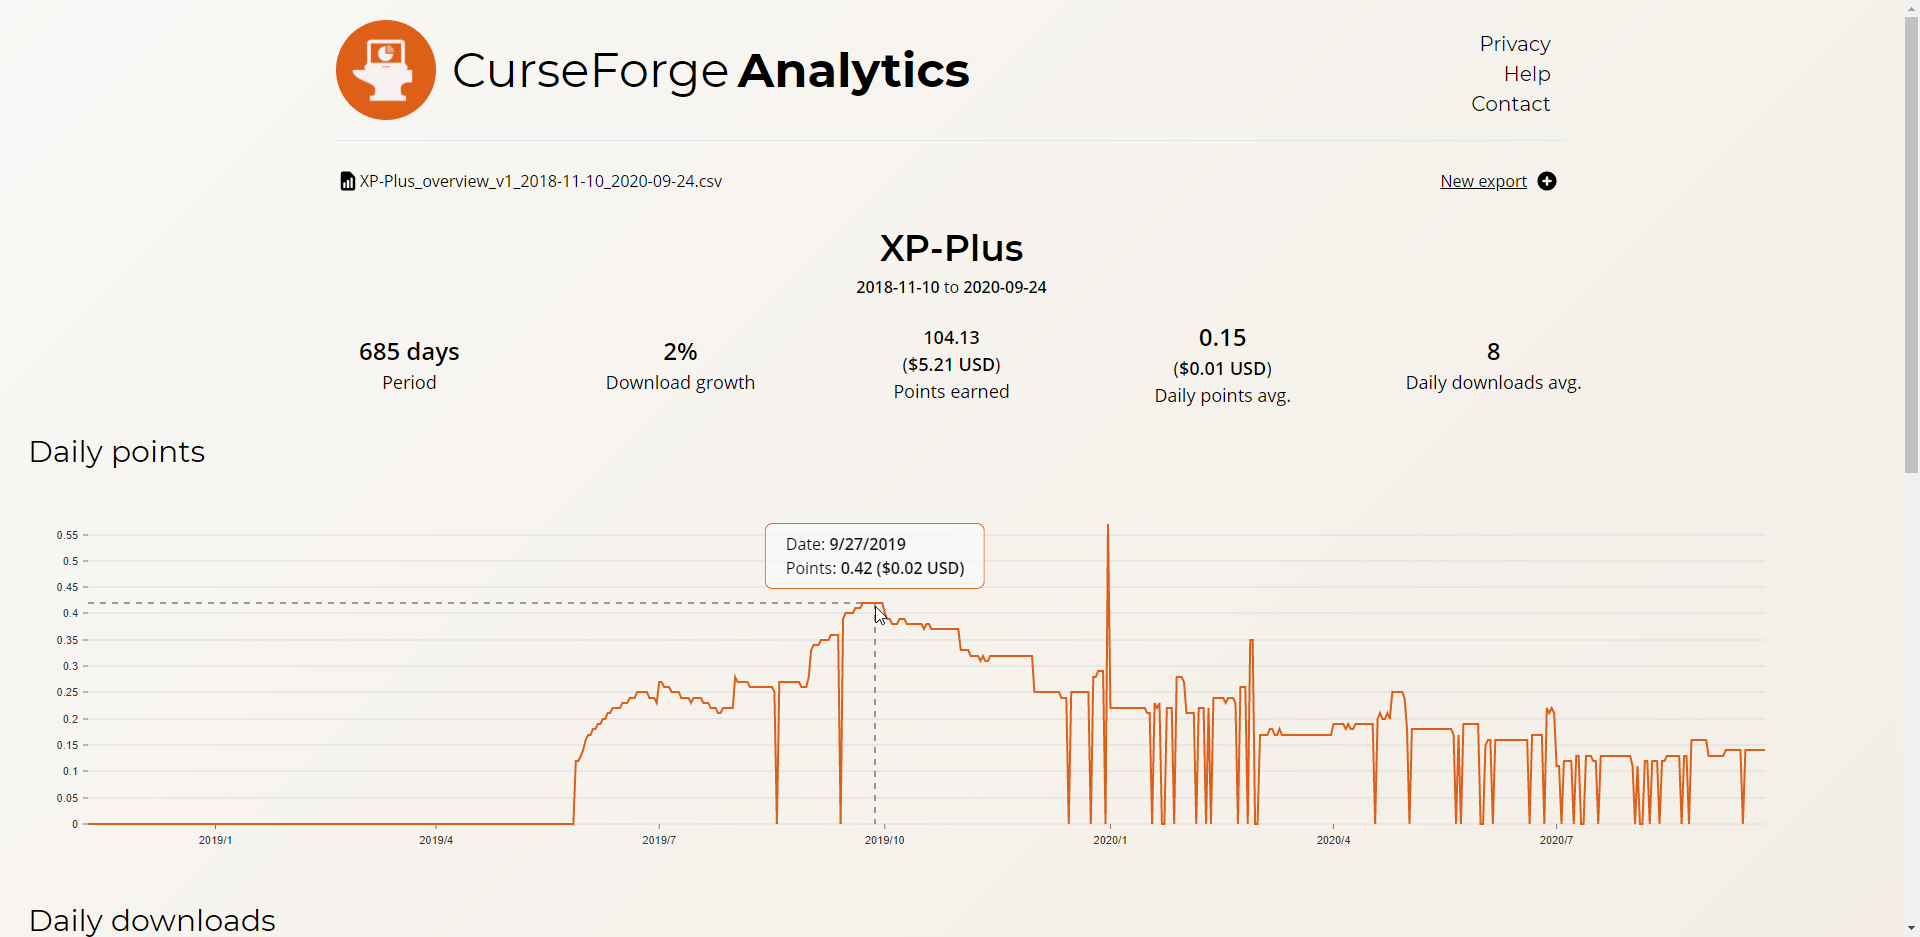 CurseForge Analytics
Privacy
Help
Contact
XP-Plus_overview_v1_2018-11-10_2020-09-24.csv
New export
XP-Plus
2018-11-10 to 2020-09-24
685 days
Period
2%
Download growth
104.13
($5.21 USD)
Points earned
0.15
($0.01 USD)
Daily points avg.
8
Daily downloads avg.
Daily points
Date: 9/27/2019
Points: 0.42 ($0.02 USD)
0.55
0.5
0.45
0.4
0.35
0.3
0.25
0.2
0.15
0.1
0.05
0
2019/1 2019/4 2019/7 2019/10 2020/1 2020/4 2020/7
Daily downloads